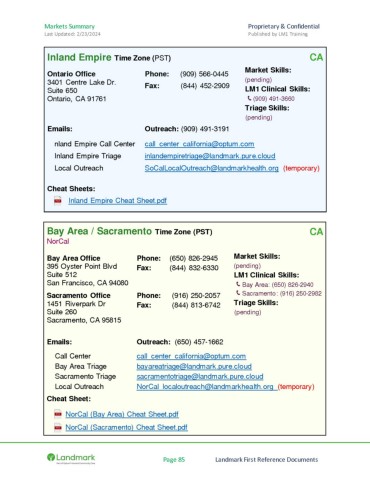 Markets Summary Proprietary & Confidential
Last Updated: 2/23/2024 Published by LM1 Training
Inland Empire Time Zone (PST) CA
Ontario Office
3401 Centre Lake Dr.
Suite 650
Ontario, CA 91761
Phone: (909) 566-0445
Fax: (844) 452-2909
Market Skills:
(pending)
LM1 Clinical Skills:
(909) 491-3660
Triage Skills:
(pending)
Emails: Outreach: (909) 491-3191
nland Empire Call Center call_center_california@optum.com
Inland Empire Triage inlandempiretriage@landmark.pure.cloud
Local Outreach SoCalLocalOutreach@landmarkhealth.org (temporary)
Cheat Sheets:
Inland Empire Cheat Sheet.pdf
Bay Area / Sacramento Time Zone (PST) CA
NorCal
Bay Area Office
395 Oyster Point Blvd
Suite 512
San Francisco, CA 94080
Phone: (650) 826-2945
Fax: (844) 832-6330
Sacramento Office
1451 Riverpark Dr
Suite 260
Sacramento, CA 95815
Phone: (916) 250-2057
Fax: (844) 813-6742
Market Skills:
(pending)
LM1 Clinical Skills:
Bay Area: (650) 826-2940
Sacramento: (916) 250-2962
Triage Skills:
(pending)
Emails: Outreach: (650) 457-1662
Call Center call_center_california@optum.com
Bay Area Triage bayareatriage@landmark.pure.cloud
Sacramento Triage sacramentotriage@landmark.pure.cloud
Local Outreach NorCal_localoutreach@landmarkhealth.org (temporary)
Cheat Sheet:
NorCal (Bay Area) Cheat Sheet.pdf
NorCal (Sacramento) Cheat Sheet.pdf
Landmark Page 85 Landmark First Reference Documents